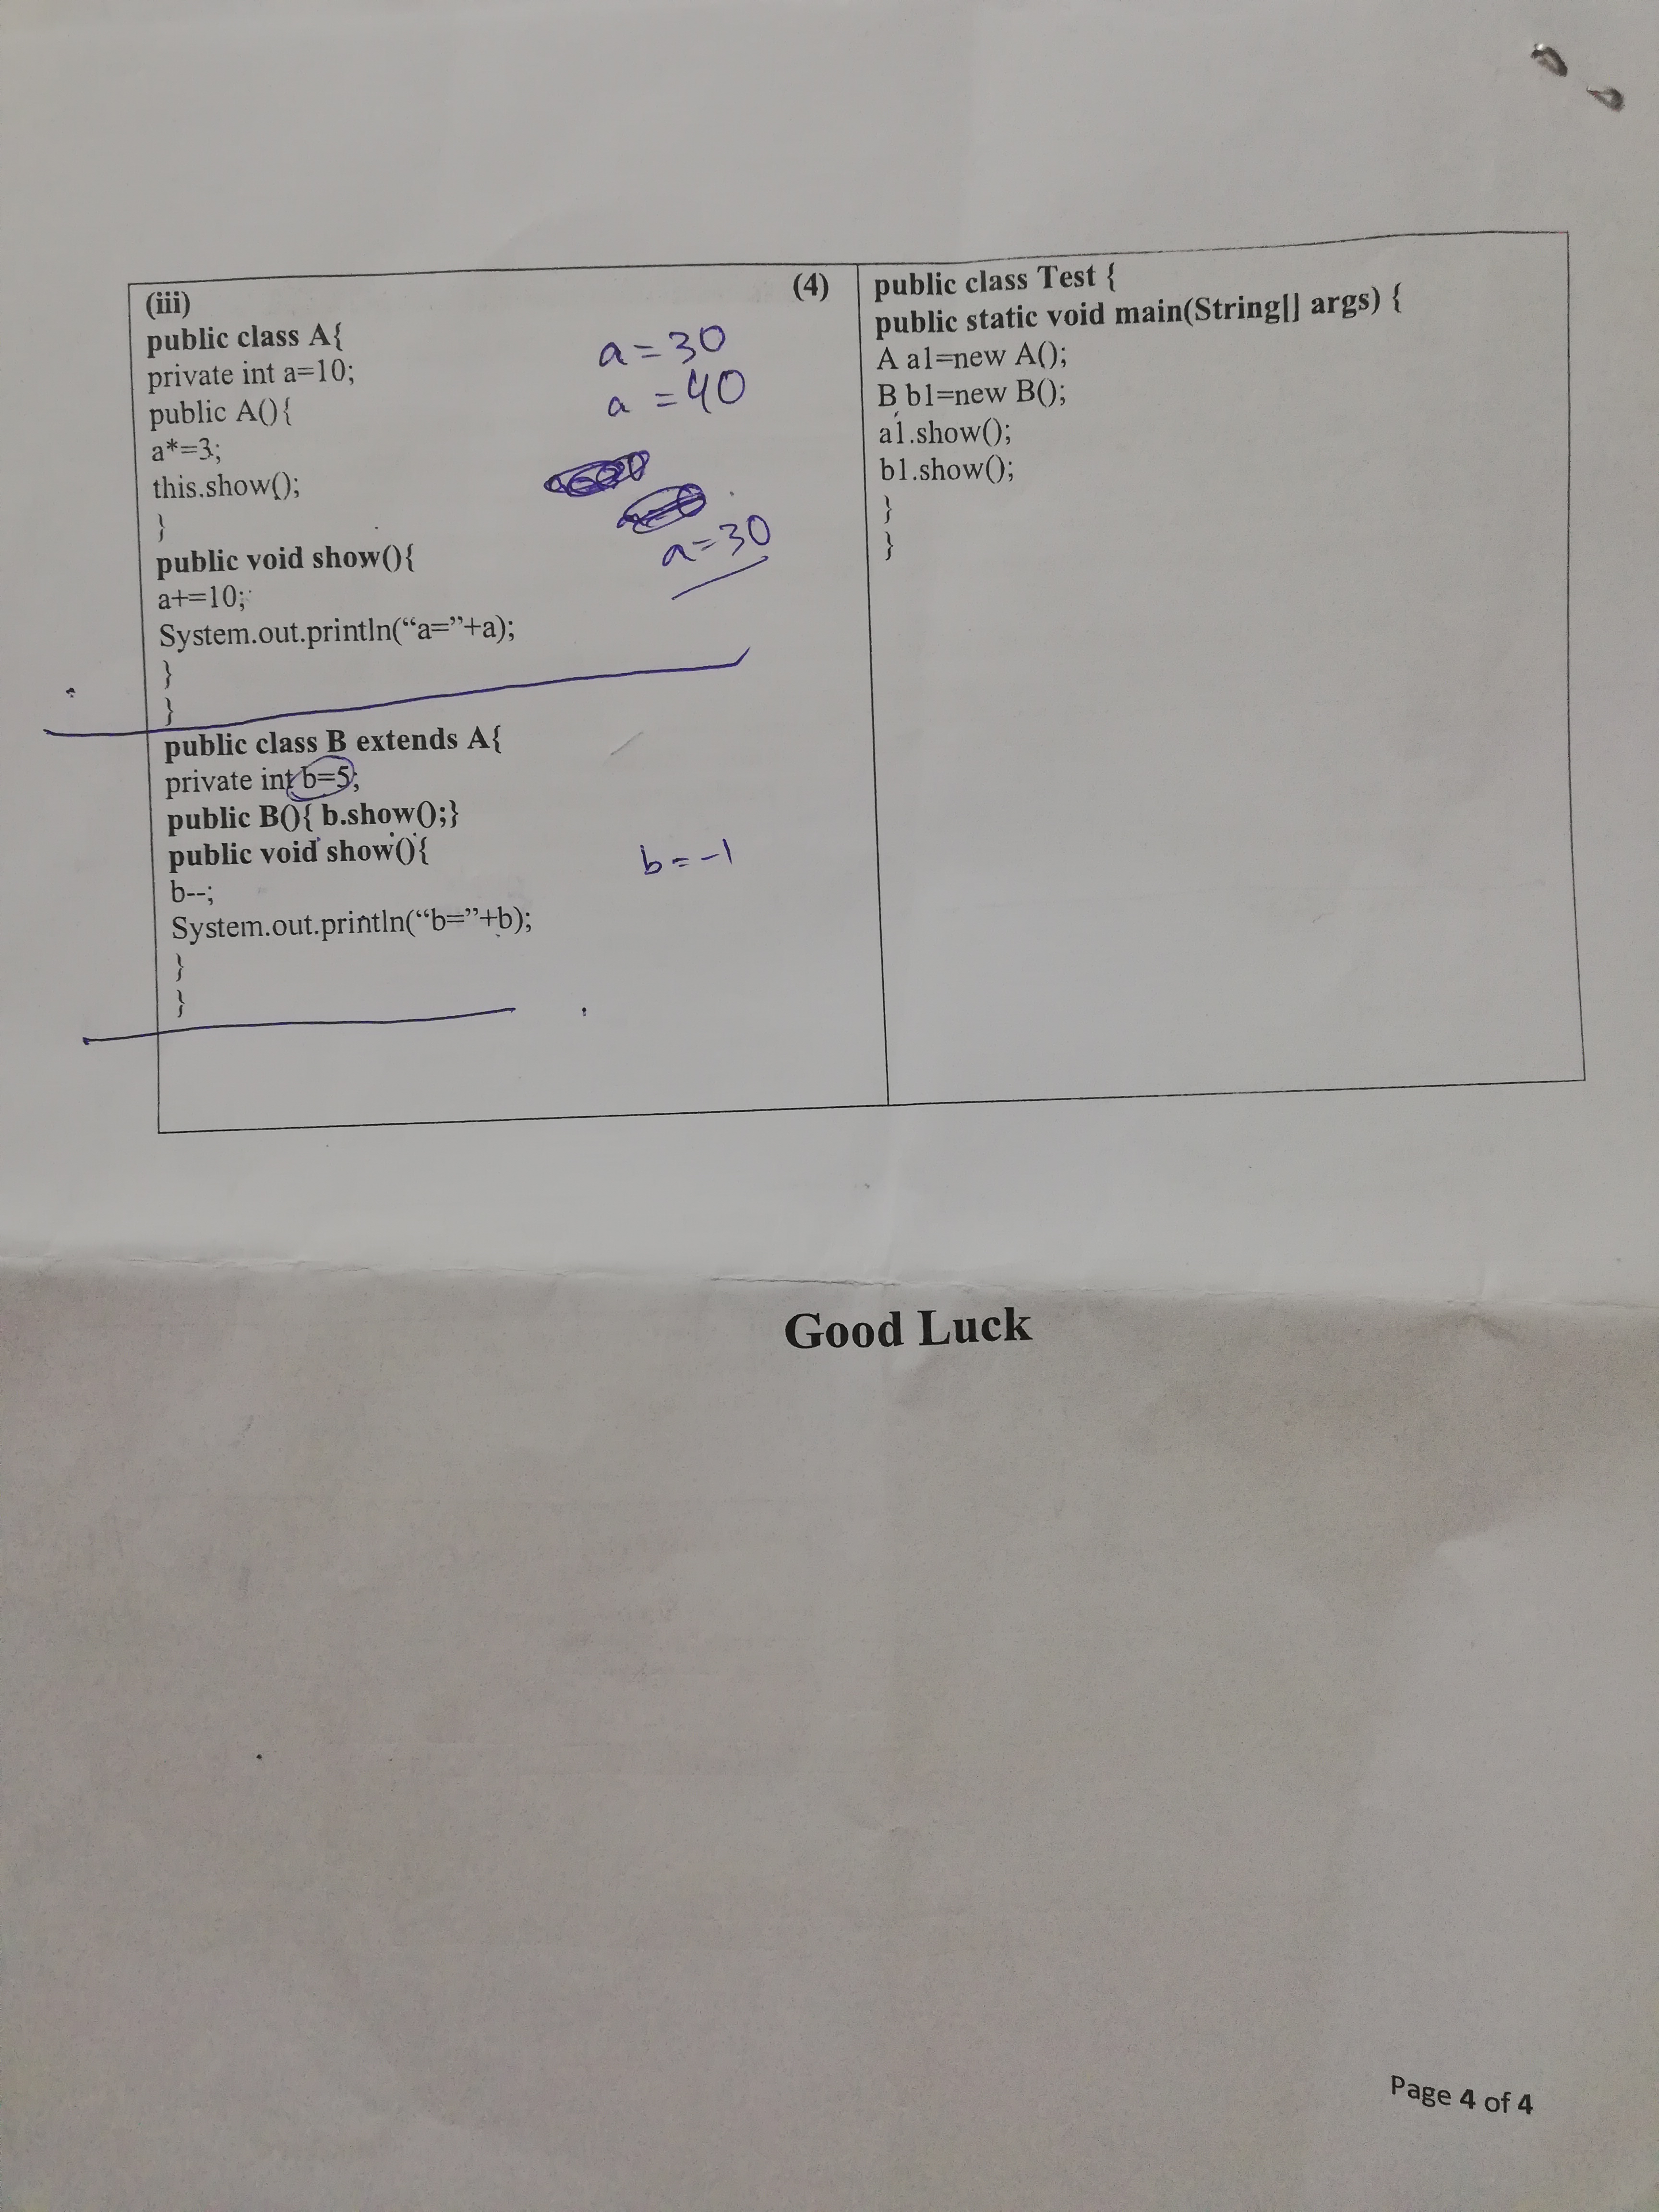 (iii) (4)
public class A{
private int a=10;
public A(){
a*=3;
this.show();
}
public void show(){
a+=10;
System.out.println(“a=”+a);
}
}
public class B extends A{
private int b=5;
public B(){ b.show();}
public void show(){
b--;
System.out.println(“b=”+b);
}
}
a=30
a=40
a=30
b=-1
public class Test {
public static void main(String[] args) {
A a1=new A();
B b1=new B();
a1.show();
b1.show();
}
}
Good Luck
Page 4 of 4